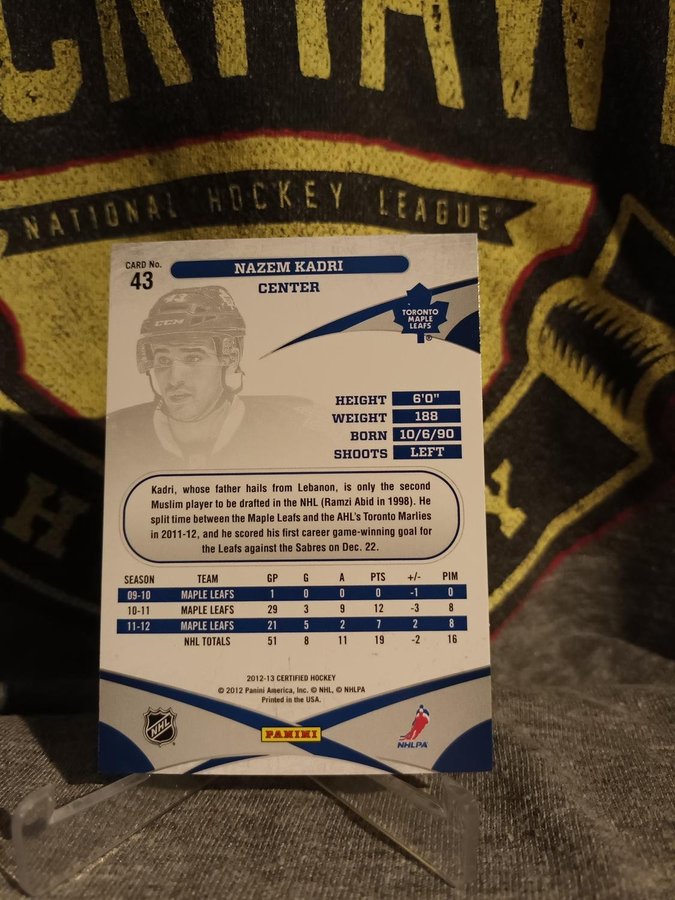 CKHAW
NATIONAL HOCKEY LEAGUE
CARD No.
43
NAZEM KADRI
CENTER
TORONTO
MAPLE
LEAFS
®
43
CCM
HEIGHT 6'0"
WEIGHT 188
BORN 10/6/90
SHOOTS LEFT
Kadri, whose father hails from Lebanon, is only the second
Muslim player to be drafted in the NHL (Ramzi Abid in 1998). He
split time between the Maple Leafs and the AHL's Toronto Marlies
in 2011-12, and he scored his first career game-winning goal for
the Leafs against the Sabres on Dec. 22.
SEASON TEAM GP G A PTS +/- PIM
09-10 MAPLE LEAFS 1 0 0 0 -1 0
10-11 MAPLE LEAFS 29 3 9 12 -3 8
11-12 MAPLE LEAFS 21 5 2 7 2 8
NHL TOTALS 51 8 11 19 -2 16
2012-13 CERTIFIED HOCKEY
© 2012 Panini America, Inc. © NHL, © NHLPA
Printed in the USA.
NHL
PANINI
NHLPA
H
Y